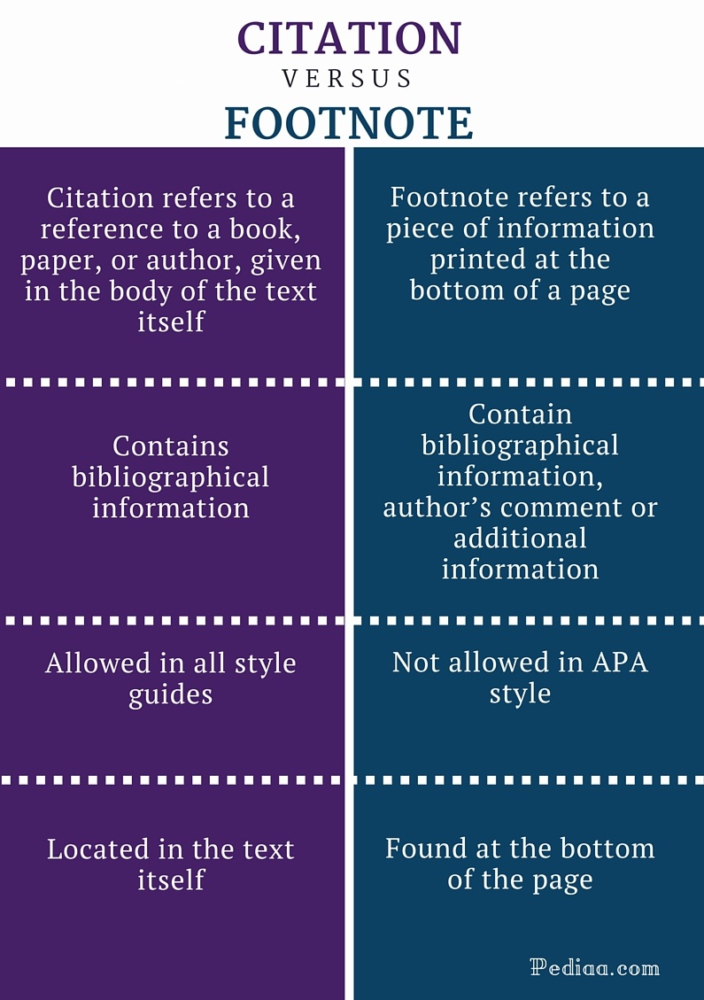 CITATION
VERSUS
FOOTNOTE
Citation refers to a
reference to a book,
paper, or author, given
in the body of the text
itself
Footnote refers to a
piece of information
printed at the
bottom of a page
Contains
bibliographical
information
Contain
bibliographical
information,
author’s comment or
additional
information
Allowed in all style
guides
Not allowed in APA
style
Located in the text
itself
Found at the bottom
of the page
Pediaa.com